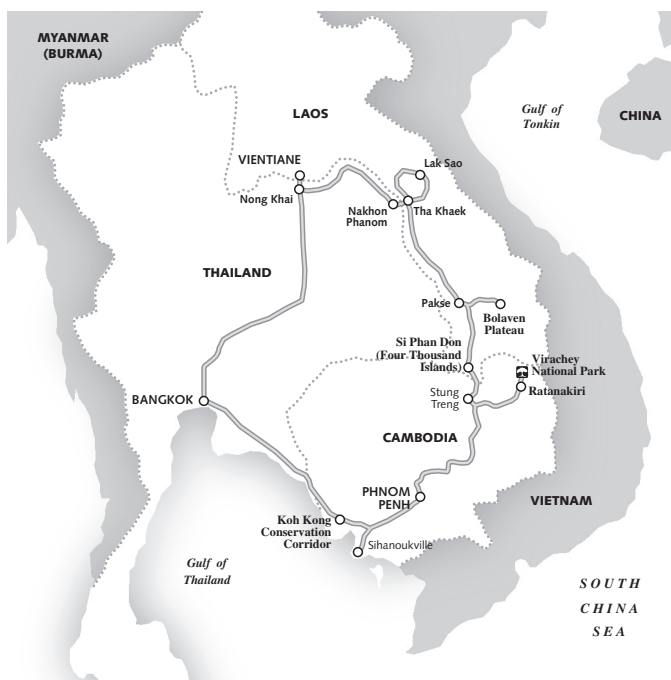 MYANMAR
(BURMA)
LAOS
Gulf of
Tonkin
CHINA
VIENTIANE
Lak Sao
Nong Khai
Nakhon
Phanom
Tha Khaek
THAILAND
Pakse
Bolaven
Plateau
Si Phan Don
(Four Thousand
Islands)
Virachey
National Park
Ratanakiri
Stung
Treng
BANGKOK
CAMBODIA
PHNOM
PENH
VIETNAM
Koh Kong
Conservation
Corridor
Sihanoukville
Gulf of
Thailand
SOUTH
CHINA
SEA